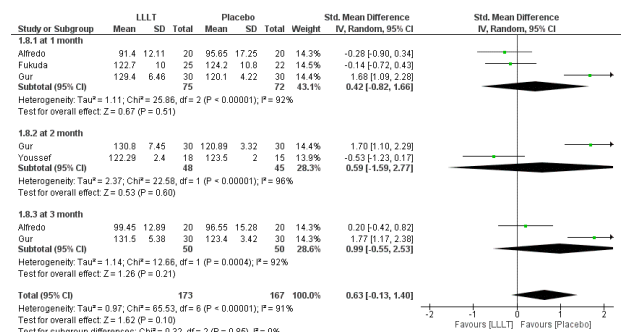 LLLT Placebo Std. Mean Difference Std. Mean Difference
Study or Subgroup Mean SD Total Mean SD Total Weight IV, Random, 95% CI IV, Random, 95% CI
1.8.1 at 1 month
Alfredo 91.4 12.11 20 95.65 17.25 20 14.3% -0.28 [-0.90, 0.34]
Fukuda 122.7 10 25 124.2 10.8 22 14.4% -0.14 [-0.72, 0.43]
Gur 129.4 6.46 30 120.1 4.22 30 14.4% 1.68 [1.09, 2.28]
Subtotal (95% CI) 75 72 43.1% 0.42 [-0.82, 1.66]
Heterogeneity: Tau² = 1.11; Chi² = 25.86, df = 2 (P < 0.00001); I² = 92%
Test for overall effect: Z = 0.67 (P = 0.51)
1.8.2 at 2 month
Gur 130.8 7.45 30 120.89 3.32 30 14.4% 1.70 [1.10, 2.29]
Youssef 122.29 2.4 18 123.5 2 15 13.9% -0.53 [-1.23, 0.17]
Subtotal (95% CI) 48 45 28.3% 0.59 [-1.59, 2.77]
Heterogeneity: Tau² = 2.37; Chi² = 22.58, df = 1 (P < 0.00001); I² = 96%
Test for overall effect: Z = 0.53 (P = 0.60)
1.8.3 at 3 month
Alfredo 99.45 12.89 20 96.55 15.28 20 14.3% 0.20 [-0.42, 0.82]
Gur 131.5 5.38 30 123.4 3.42 30 14.3% 1.77 [1.17, 2.38]
Subtotal (95% CI) 50 50 28.6% 0.99 [-0.55, 2.53]
Heterogeneity: Tau² = 1.14; Chi² = 12.66, df = 1 (P = 0.0004); I² = 92%
Test for overall effect: Z = 1.26 (P = 0.21)
Total (95% CI) 173 167 100.0% 0.63 [-0.13, 1.40]
Heterogeneity: Tau² = 0.97; Chi² = 65.53, df = 6 (P < 0.00001); I² = 91%
-2 -1 0 1 2
Test for overall effect: Z = 1.62 (P = 0.10)
Favours [LLLT] Favours [Placebo]
Test for subgroup differences: Chi² = 0.32, df = 2 (P = 0.85), I² = 0%